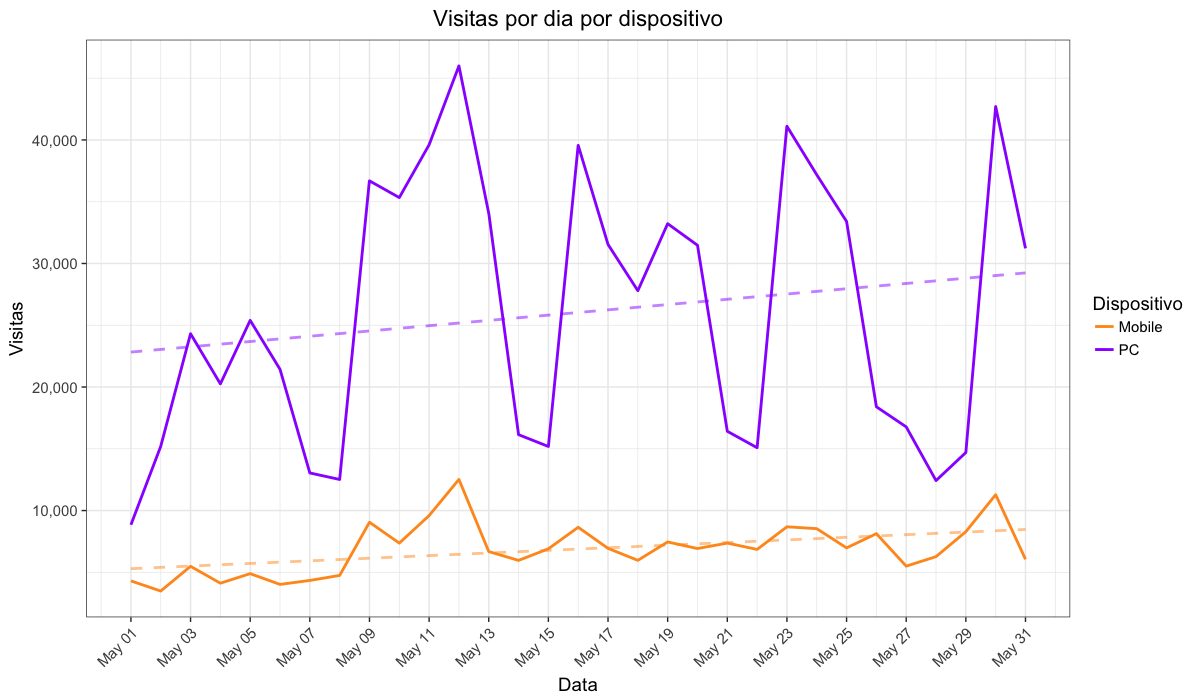 Visitas por dia por dispositivo
Visitas
40,000
30,000
20,000
10,000
May 01
May 03
May 05
May 07
May 09
May 11
May 13
May 15
May 17
May 19
May 21
May 23
May 25
May 27
May 29
May 31
Data
Dispositivo
Mobile
PC